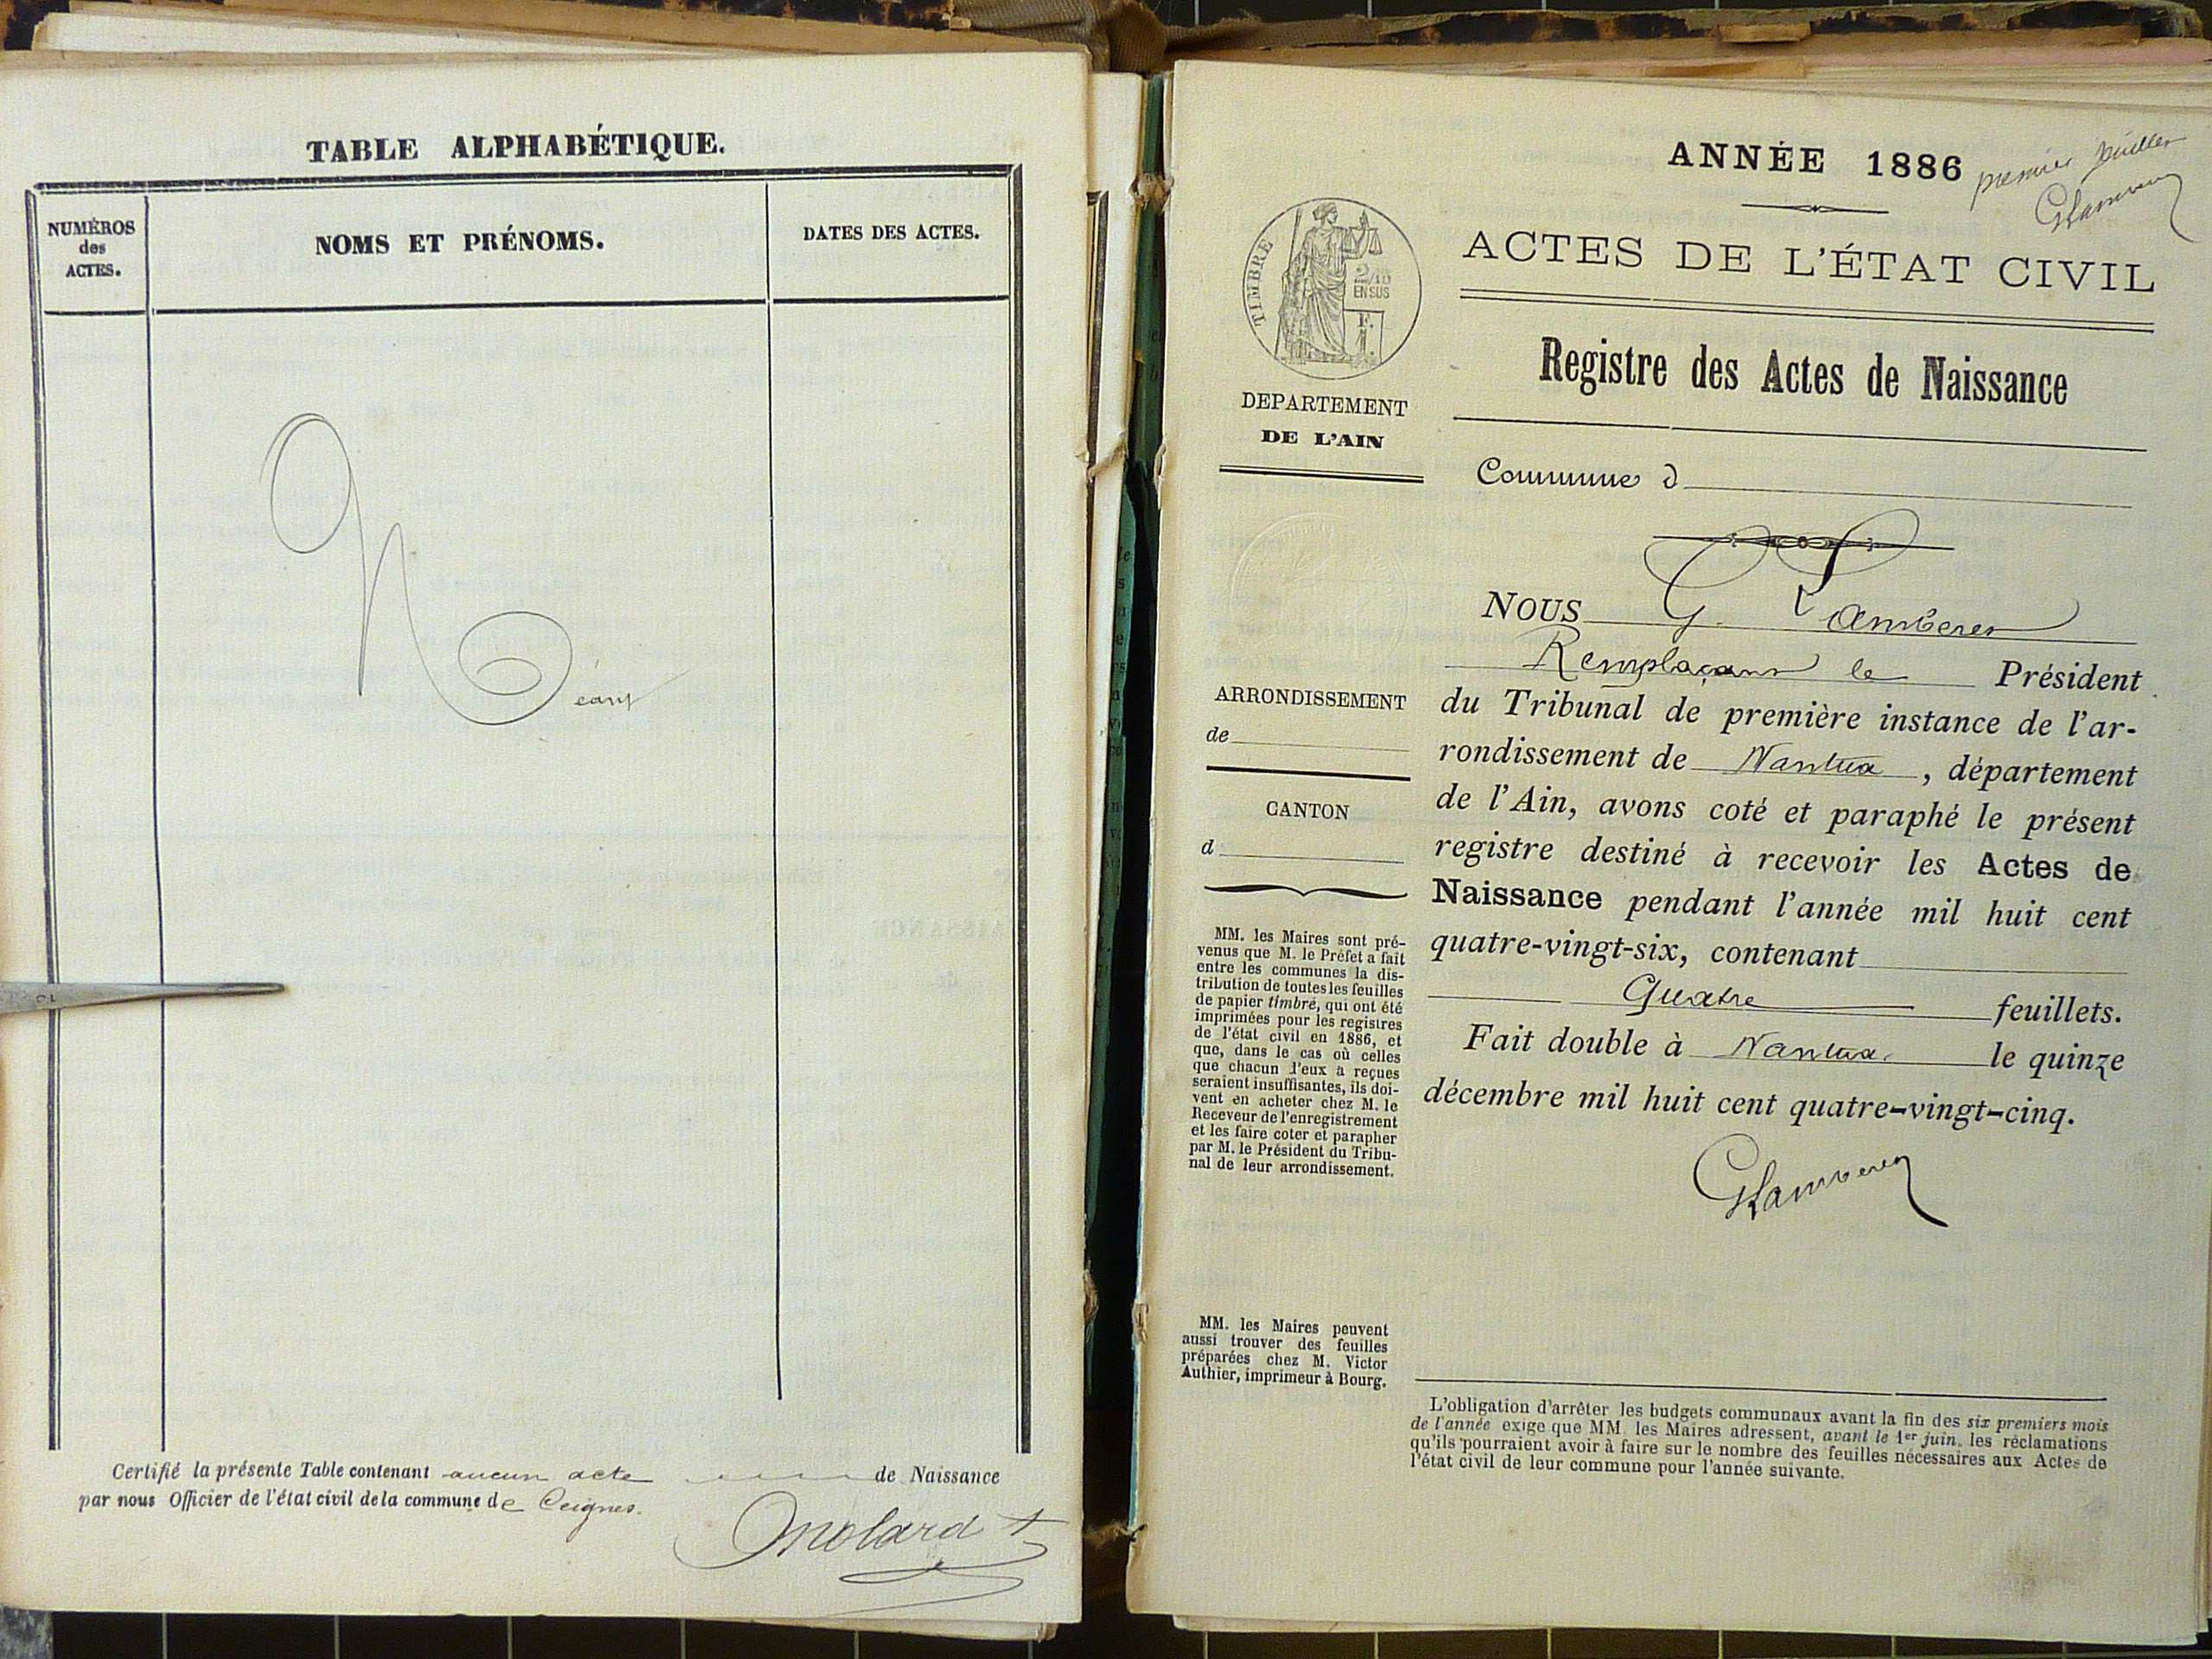 TABLE ALPHABÉTIQUE.
NUMÉROS
des
ACTES.
NOMS ET PRÉNOMS.
DATES DES ACTES.
Néant
Certifié la présente Table contenant aucun acte de Naissance
par nous Officier de l'état civil de la commune de Ceignes.
Molard
ANNÉE 1886
premier feuillet
GLamberet
TIMBRE
2/10
EN SUS
ACTES DE L'ÉTAT CIVIL
Registre des Actes de Naissance
DEPARTEMENT
DE L'AIN
Commune d
NOUS G. Lamberet
Remplaçant le Président
du Tribunal de première instance de l'ar-
rondissement de Nantua, département
de l'Ain, avons coté et paraphé le présent
registre destiné à recevoir les Actes de
Naissance pendant l'année mil huit cent
quatre-vingt-six, contenant
Quatre feuillets.
Fait double à Nantua le quinze
décembre mil huit cent quatre-vingt-cinq.
GLamberet
ARRONDISSEMENT
de
CANTON
d
MM. les Maires sont pré-
venus que M. le Préfet a fait
entre les communes la dis-
tribution de toutes les feuilles
de papier timbré, qui ont été
imprimées pour les registres
de l'état civil en 1886, et
que, dans le cas où celles
que chacun d'eux a reçues
seraient insuffisantes, ils doi-
vent en acheter chez M. le
Receveur de l'enregistrement
et les faire coter et parapher
par M. le Président du Tribu-
nal de leur arrondissement.
MM. les Maires peuvent
aussi trouver des feuilles
préparées chez M. Victor
Authier, imprimeur à Bourg.
L'obligation d'arrêter les budgets communaux avant la fin des six premiers mois
de l'année exige que MM. les Maires adressent, avant le 1er juin, les réclamations
qu'ils pourraient avoir à faire sur le nombre des feuilles nécessaires aux Actes de
l'état civil de leur commune pour l'année suivante.